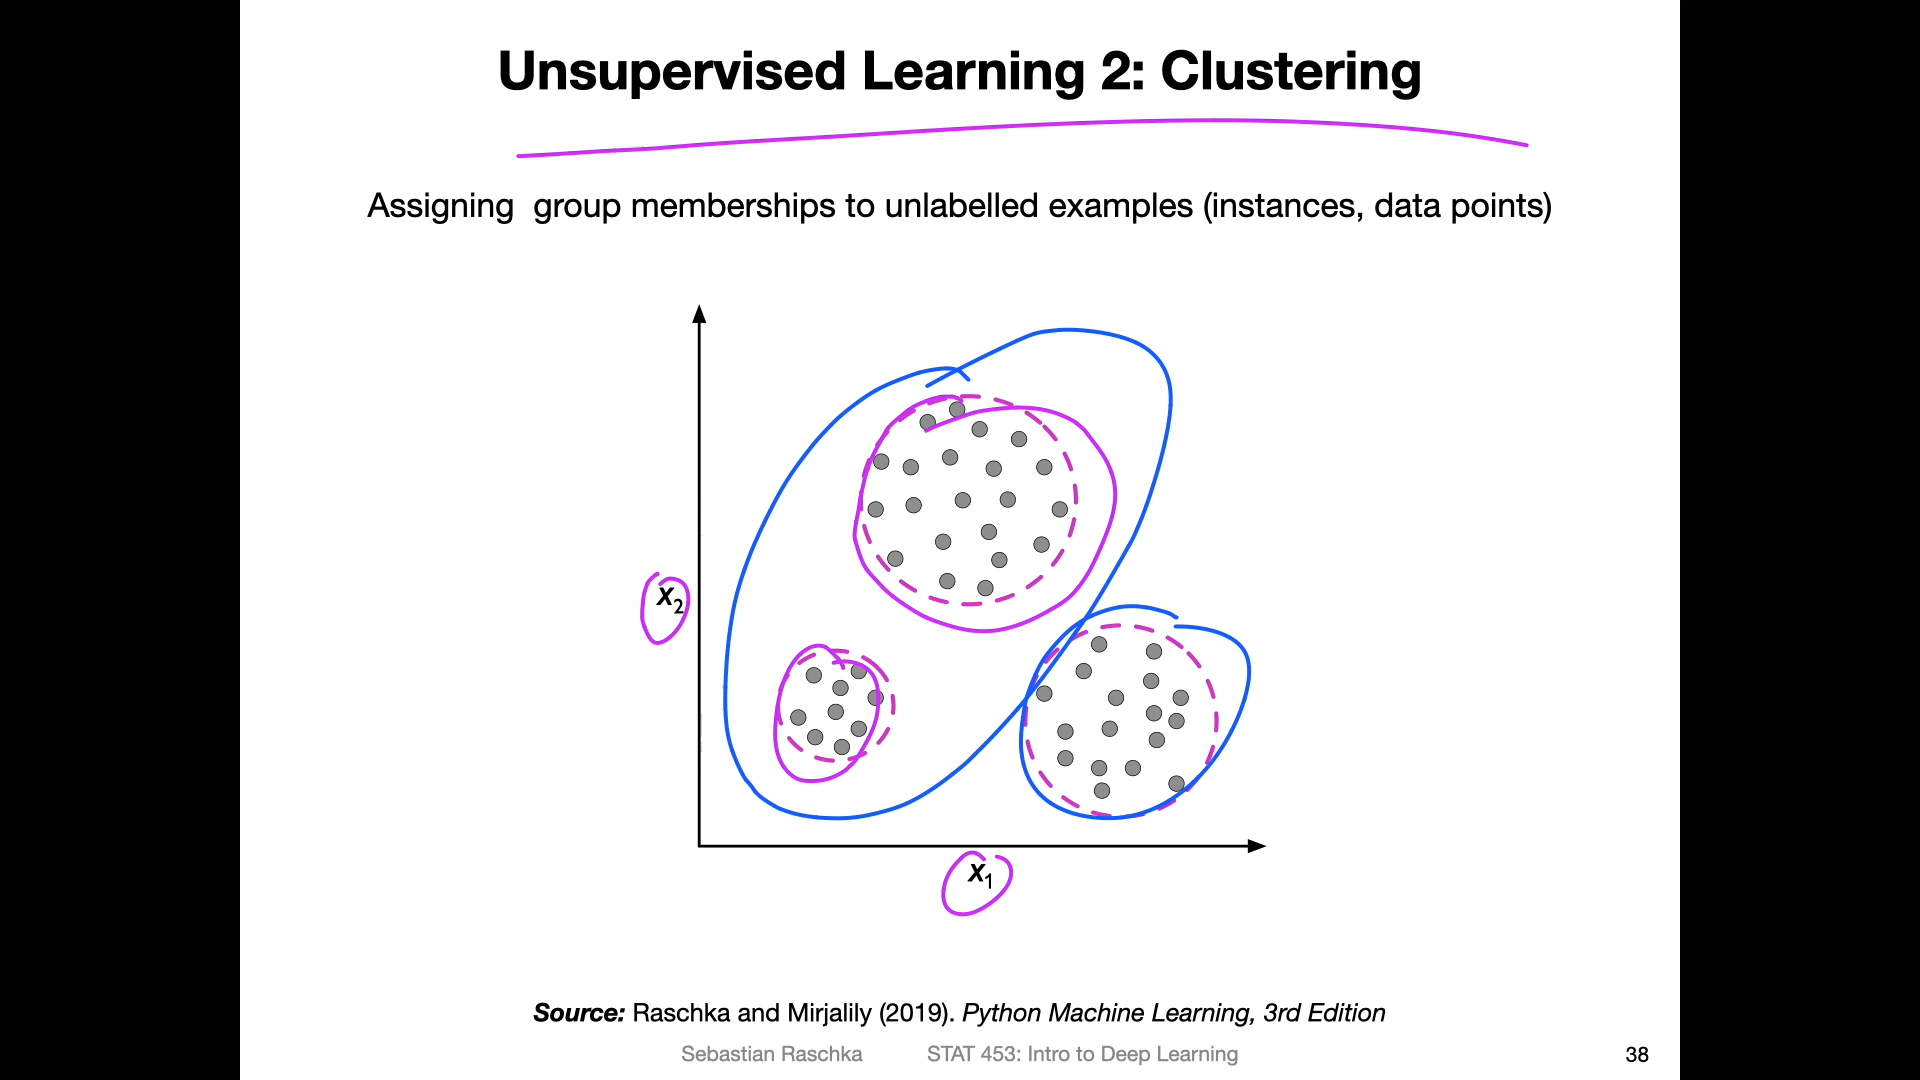 Unsupervised Learning 2: Clustering
Assigning group memberships to unlabelled examples (instances, data points)
x2
x1
Source: Raschka and Mirjalily (2019). Python Machine Learning, 3rd Edition
Sebastian Raschka STAT 453: Intro to Deep Learning 38